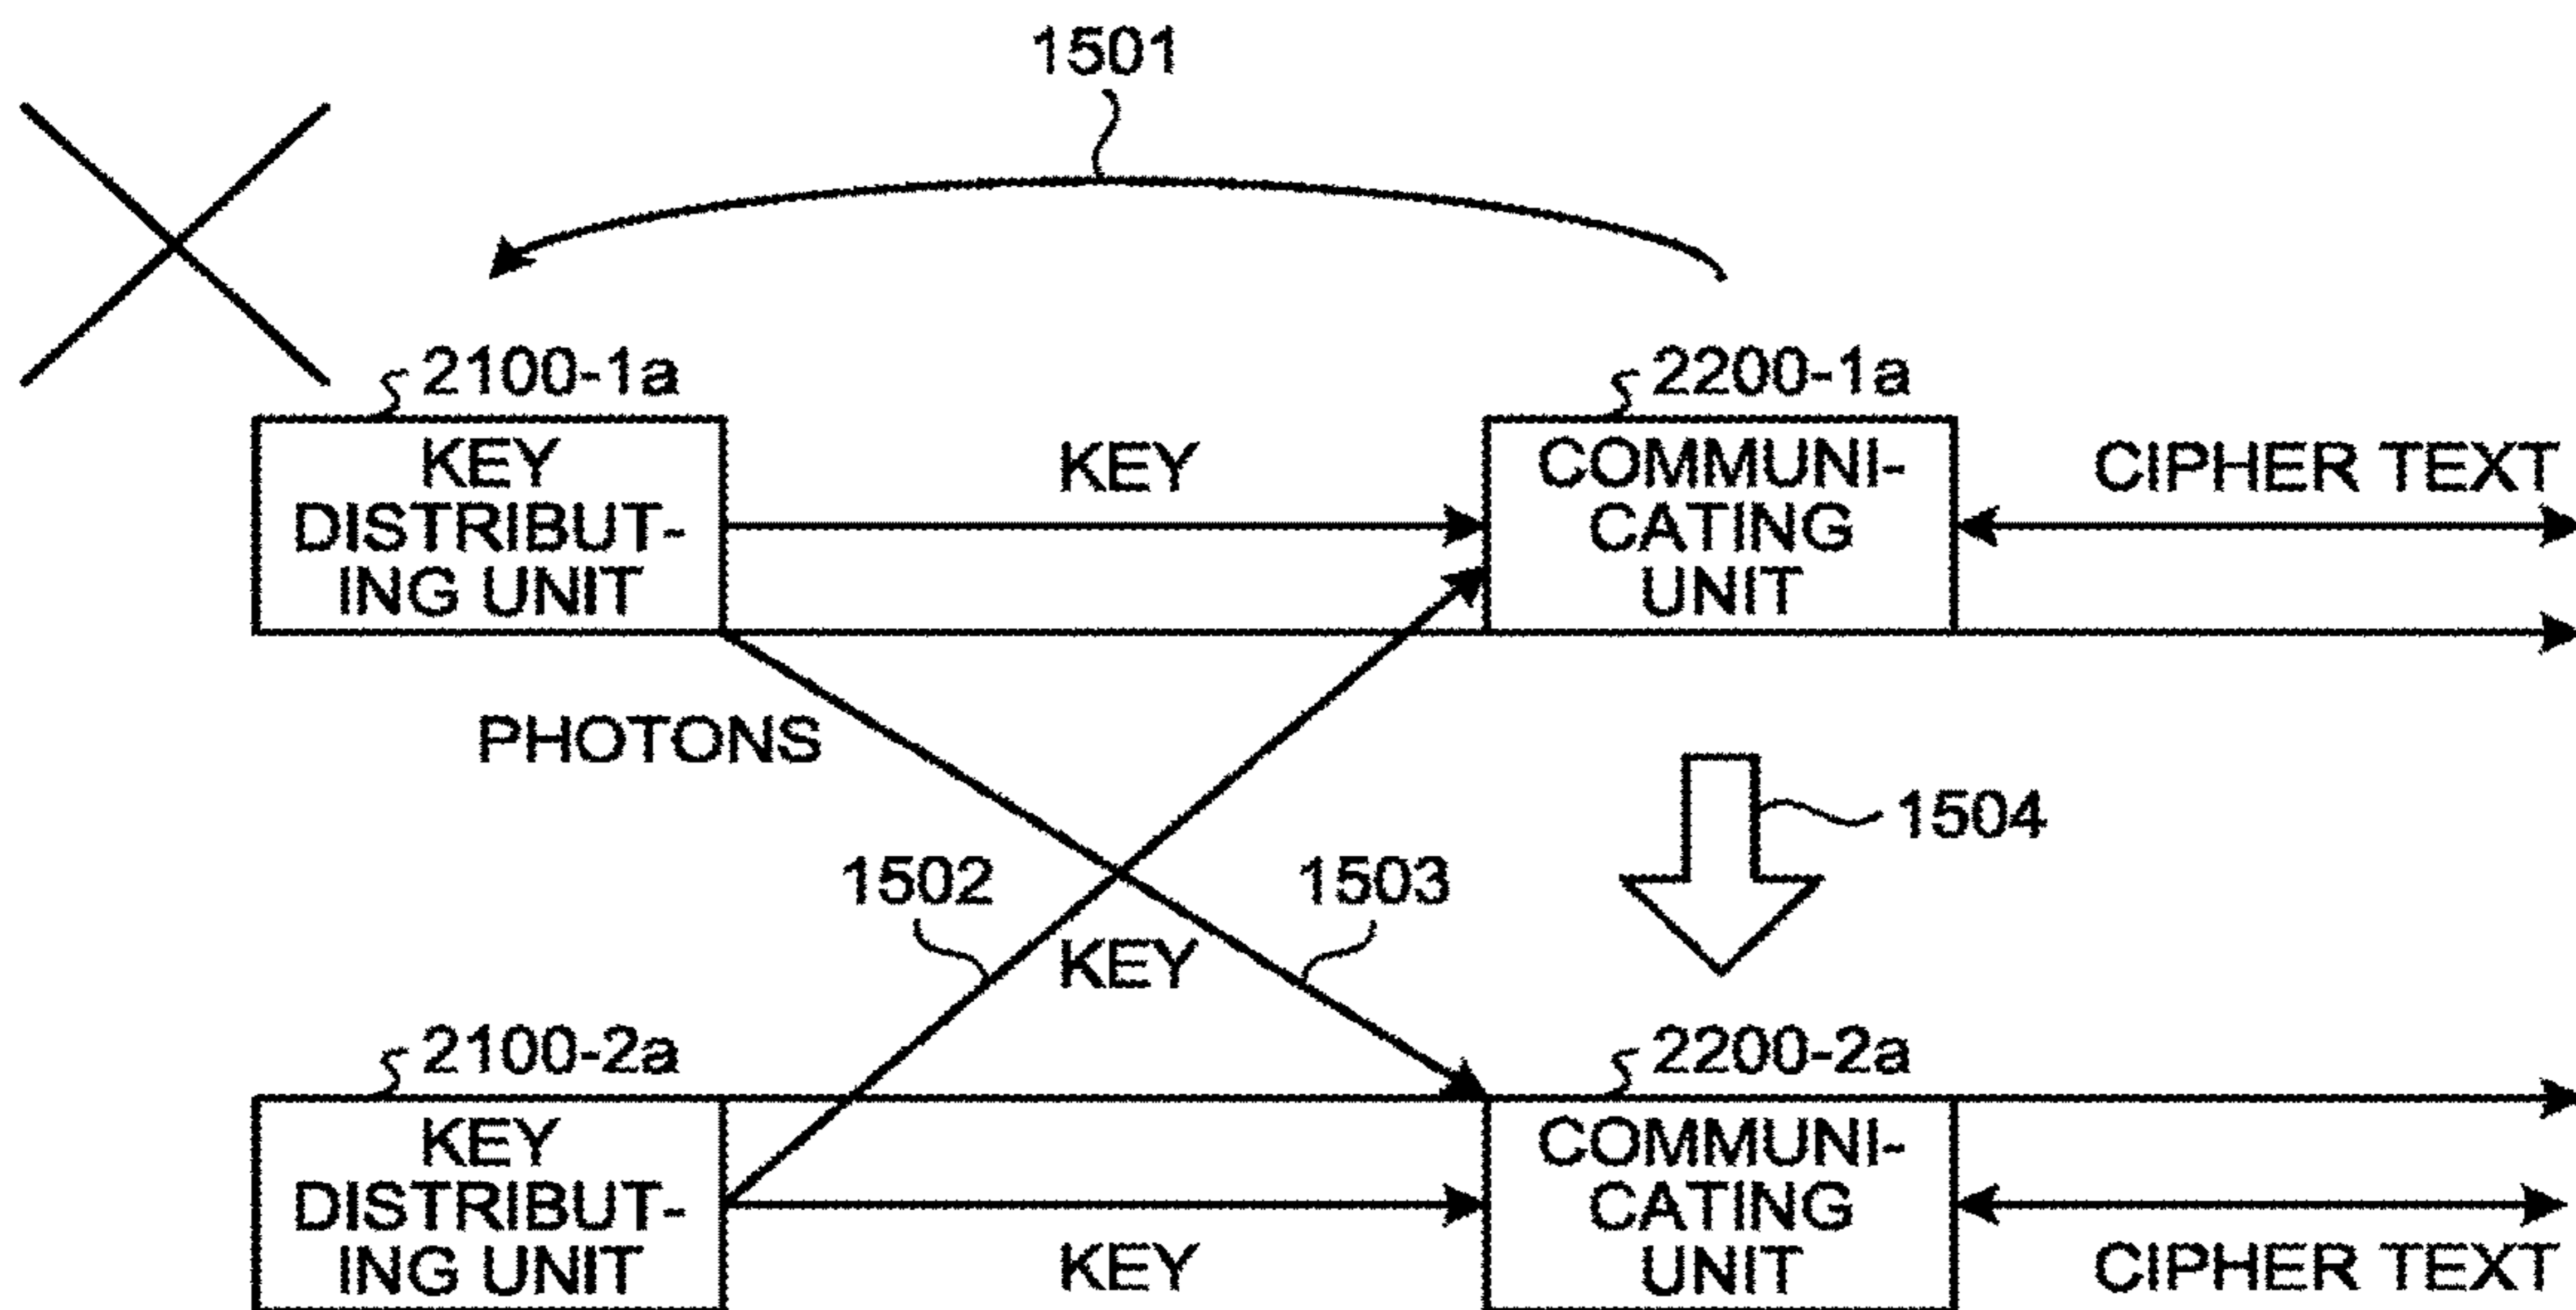 1501
2100-1a
2200-1a
KEY
DISTRIBUT-
ING UNIT
KEY
COMMUNI-
CATING
UNIT
CIPHER TEXT
PHOTONS
1504
1502
1503
KEY
2100-2a
2200-2a
KEY
DISTRIBUT-
ING UNIT
KEY
COMMUNI-
CATING
UNIT
CIPHER TEXT